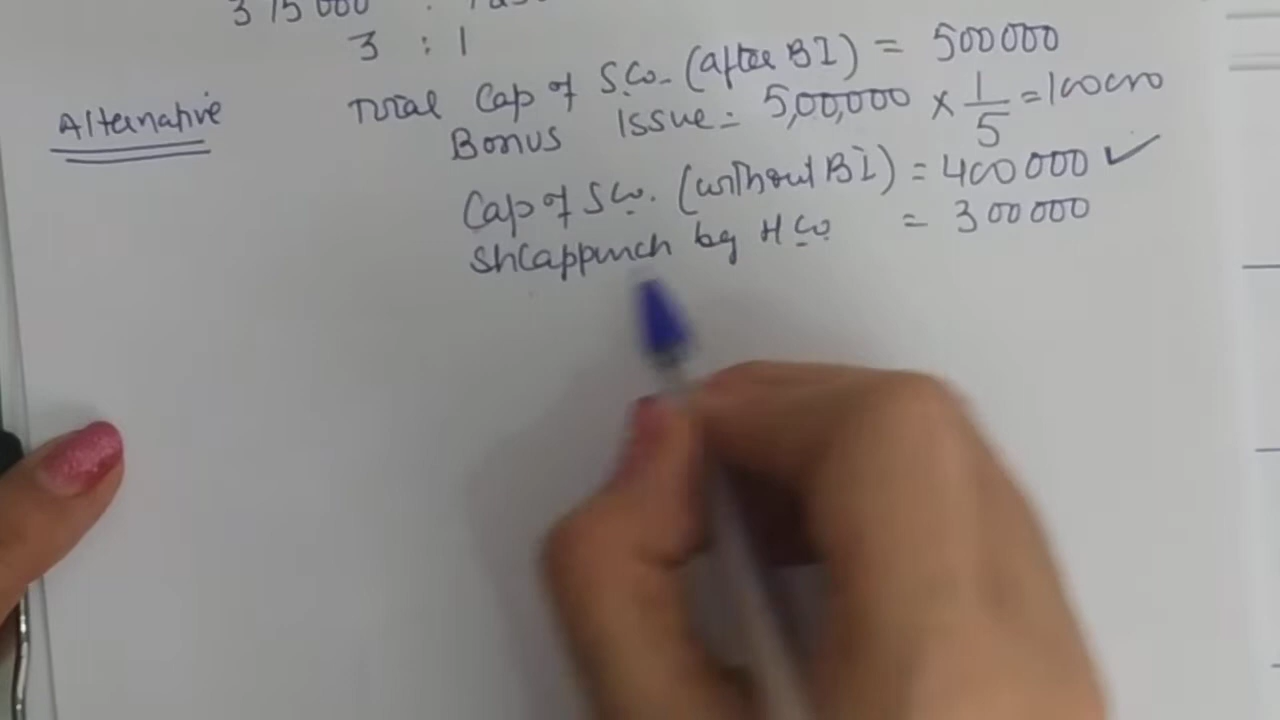 375000 :
3 : 1
Alternative
Total Cap of S Co. (after BI) = 500000
Bonus Issue = 5,00,000 × 1/5 = 100000
Cap of S Co. (without BI) = 400000 ✓
Sh Cap purch by H Co = 300000